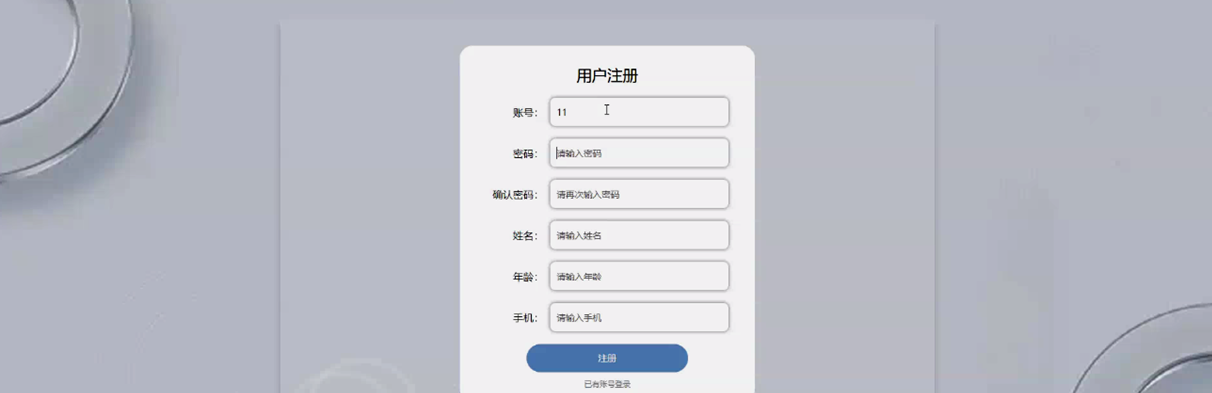 用户注册
账号： 11
密码： 请输入密码
确认密码： 请再次输入密码
姓名： 请输入姓名
年龄： 请输入年龄
手机： 请输入手机
注册
已有账号登录